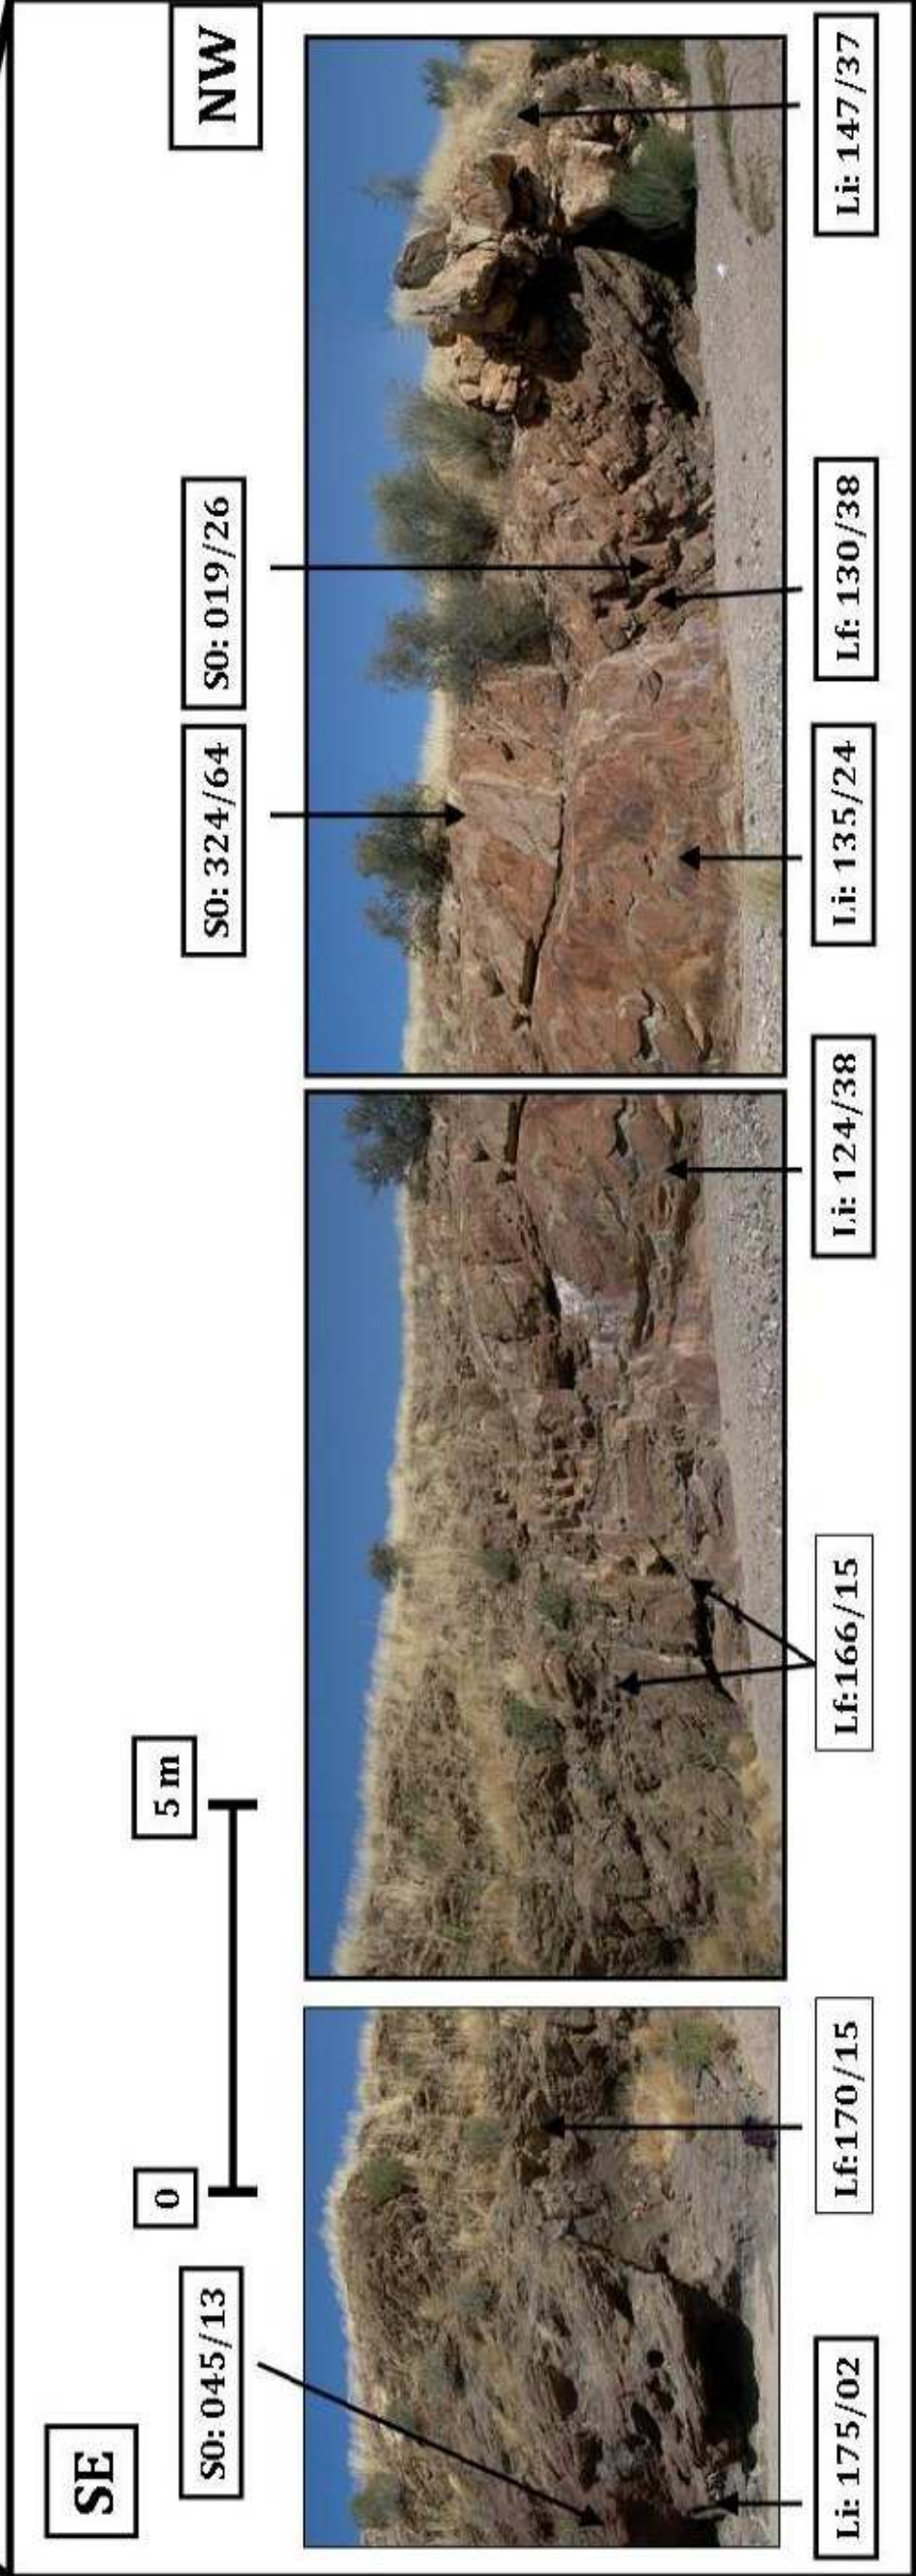 SE
NW
0
5 m
S0: 045/13
S0: 324/64
S0: 019/26
Li: 175/02
Lf:170/15
Lf:166/15
Li: 124/38
Li: 135/24
Lf: 130/38
Li: 147/37